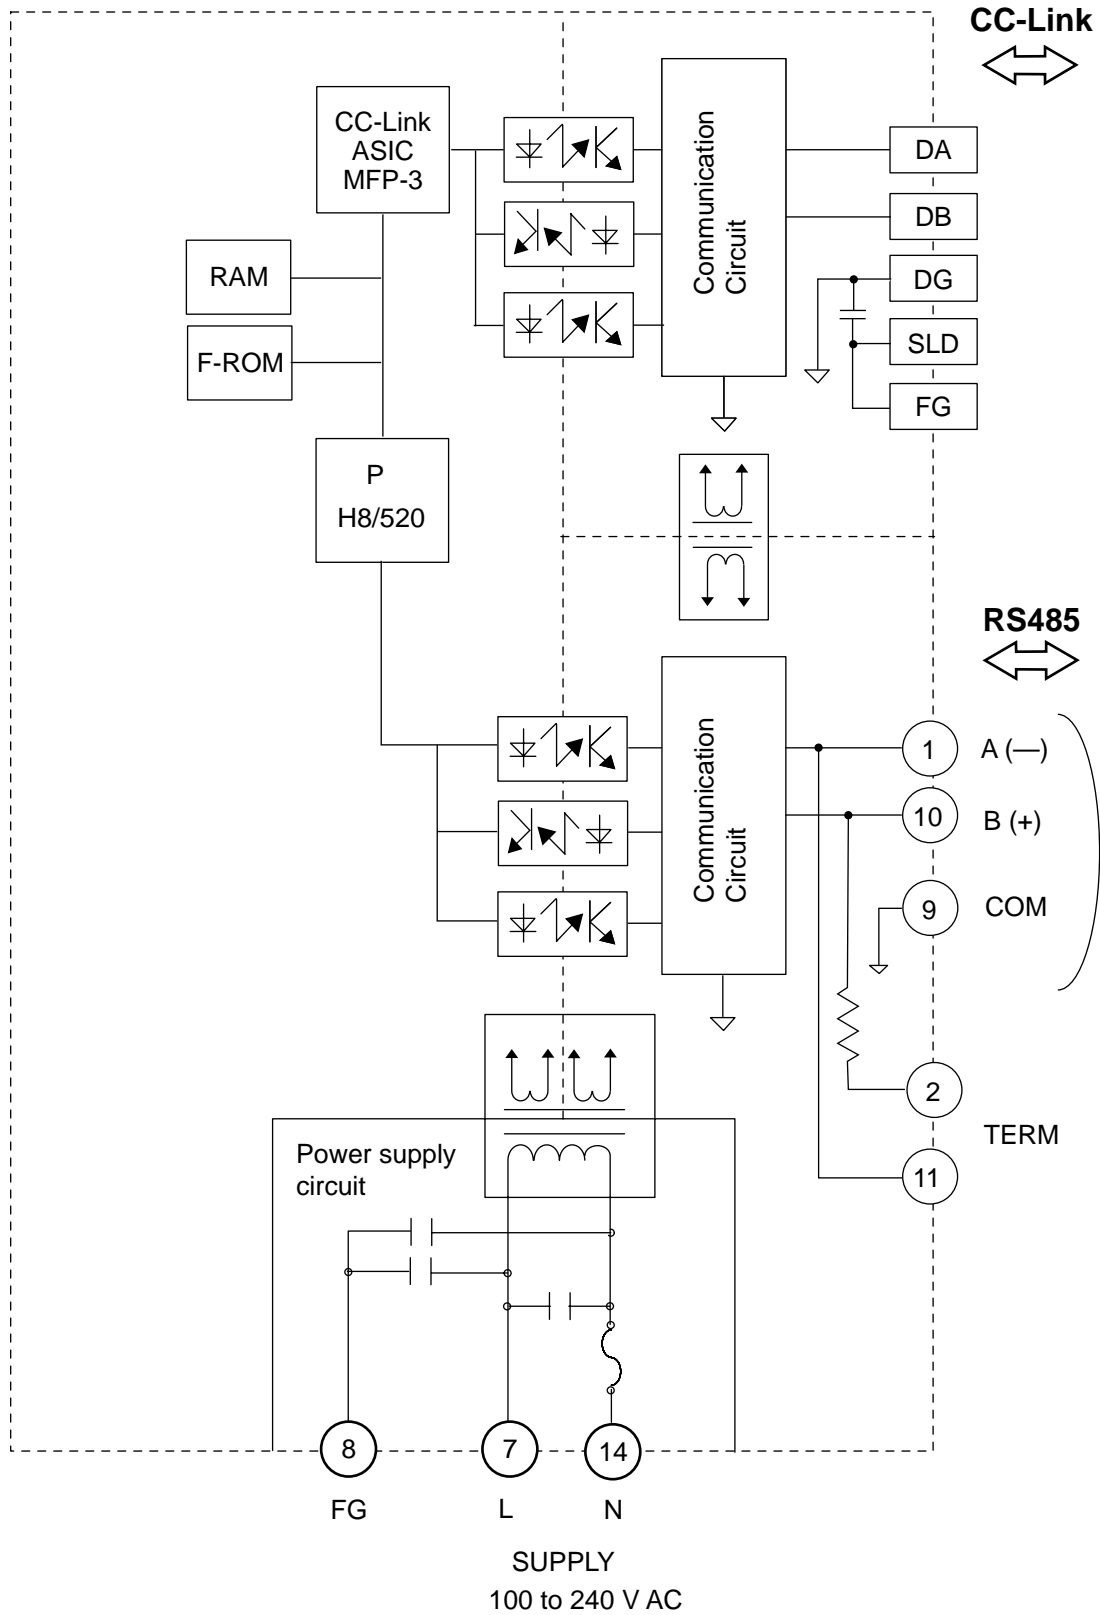 CC-Link
CC-Link
ASIC
MFP-3
Communication
Circuit
DA
DB
DG
SLD
FG
RAM
F-ROM
P
H8/520
RS485
Communication
Circuit
1
A (—)
10
B (+)
9
COM
2
TERM
11
Power supply
circuit
8
7
14
FG
L
N
SUPPLY
100 to 240 V AC